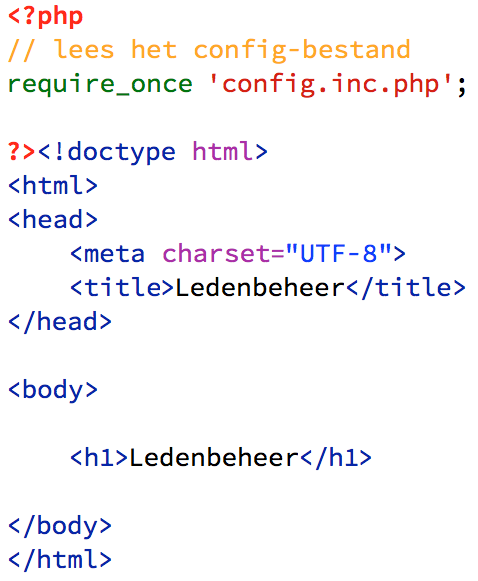 <?php
// lees het config-bestand
require_once 'config.inc.php';
?><!doctype html>
<html>
<head>
    <meta charset="UTF-8">
    <title>Ledenbeheer</title>
</head>
<body>
    <h1>Ledenbeheer</h1>
</body>
</html>